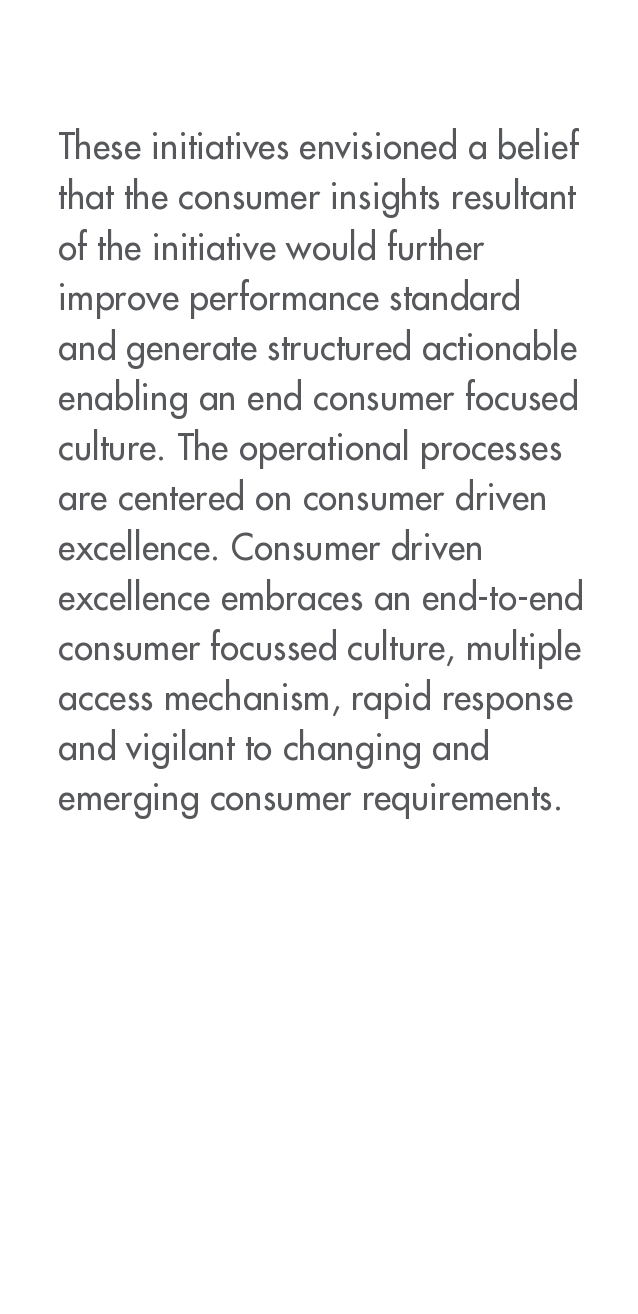 These initiatives envisioned a belief
that the consumer insights resultant
of the initiative would further
improve performance standard
and generate structured actionable
enabling an end consumer focused
culture. The operational processes
are centered on consumer driven
excellence. Consumer driven
excellence embraces an end-to-end
consumer focussed culture, multiple
access mechanism, rapid response
and vigilant to changing and
emerging consumer requirements.